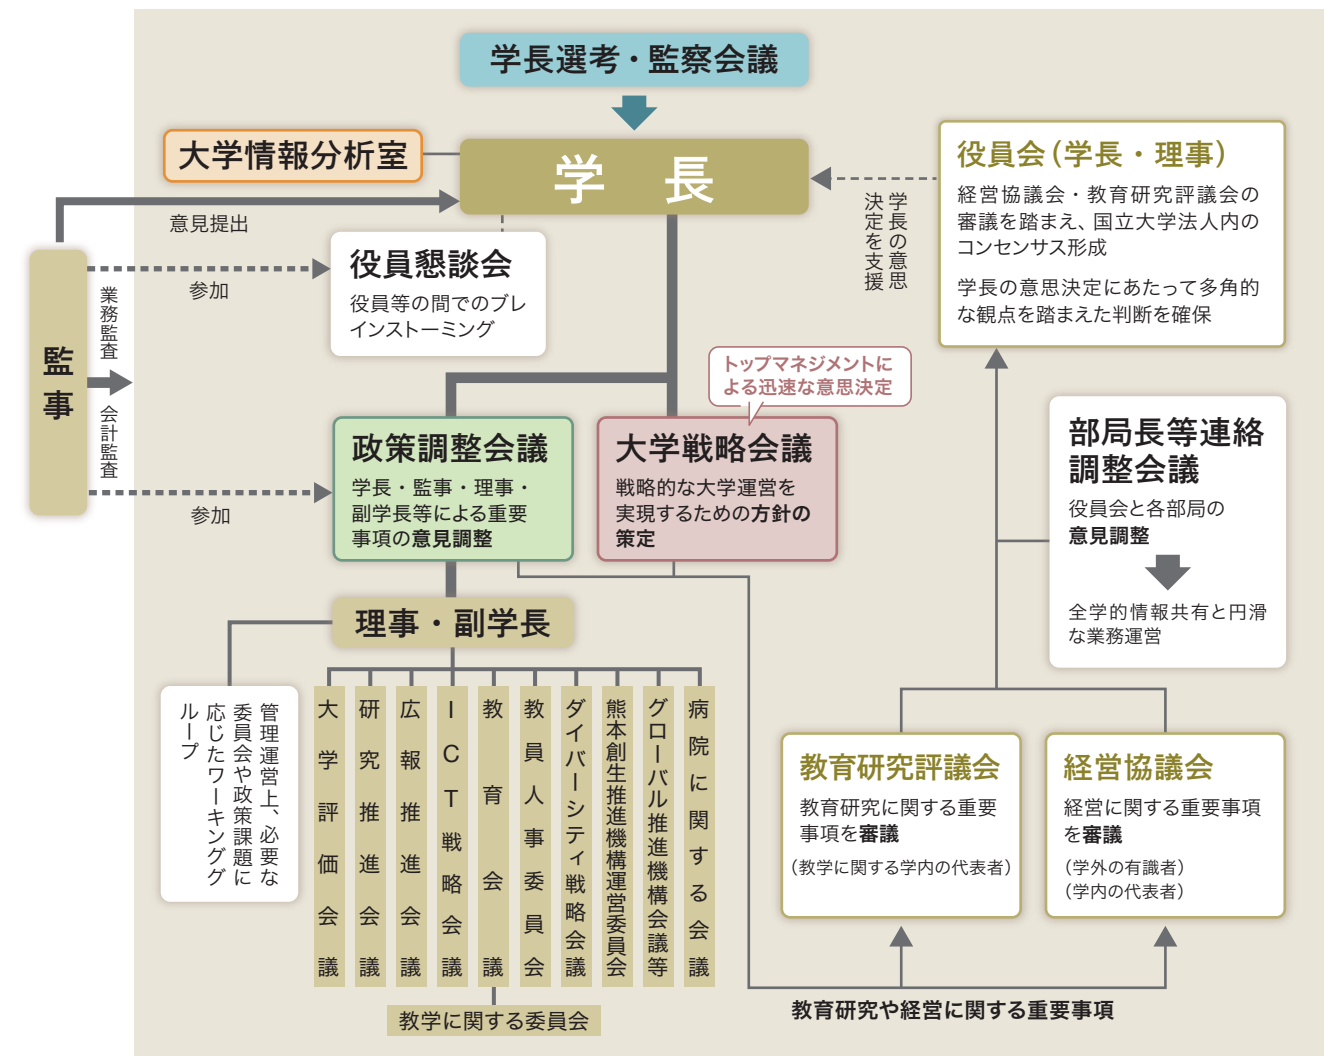 学長選考・監察会議
大学情報分析室
学 長
意見提出
役員懇談会
役員等の間でのブレ
インストーミング
参加
監事
業務監査
会計監査
参加
学長の意思
決定を支援
役員会（学長・理事）
経営協議会・教育研究評議会の
審議を踏まえ、国立大学法人内の
コンセンサス形成
学長の意思決定にあたって多角的
な観点を踏まえた判断を確保
トップマネジメントに
よる迅速な意思決定
政策調整会議
学長・監事・理事・
副学長等による重要
事項の意見調整
大学戦略会議
戦略的な大学運営を
実現するための方針の
策定
部局長等連絡
調整会議
役員会と各部局の
意見調整
全学的情報共有と円滑
な業務運営
理事・副学長
管理運営上、必要な
委員会や政策課題に
応じたワーキンググ
ループ
大学評価会議
研究推進会議
広報推進会議
ICT戦略会議
教育会議
教員人事委員会
ダイバーシティ戦略会議
熊本創生推進機構運営委員会
グローバル推進機構会議等
病院に関する会議
教学に関する委員会
教育研究評議会
教育研究に関する重要
事項を審議
（教学に関する学内の代表者）
経営協議会
経営に関する重要事項
を審議
（学外の有識者）
（学内の代表者）
教育研究や経営に関する重要事項